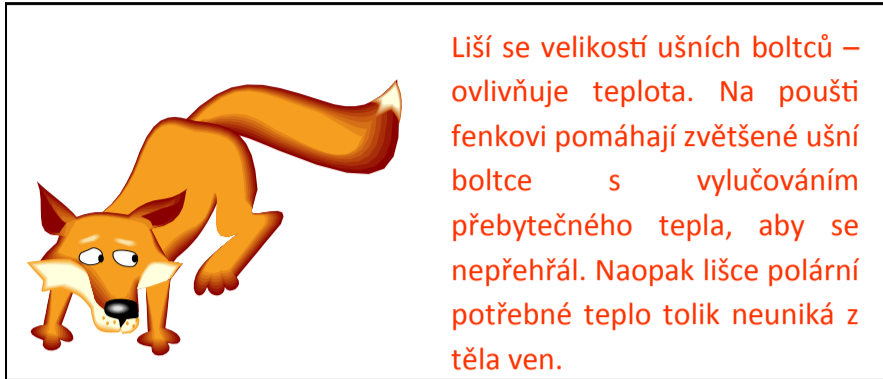 Liší se velikostí ušních boltců –
ovlivňuje teplota. Na poušti
fenkovi pomáhají zvětšené ušní
boltce s vylučováním
přebytečného tepla, aby se
nepřehřál. Naopak lišce polární
potřebné teplo tolik neuniká z
těla ven.